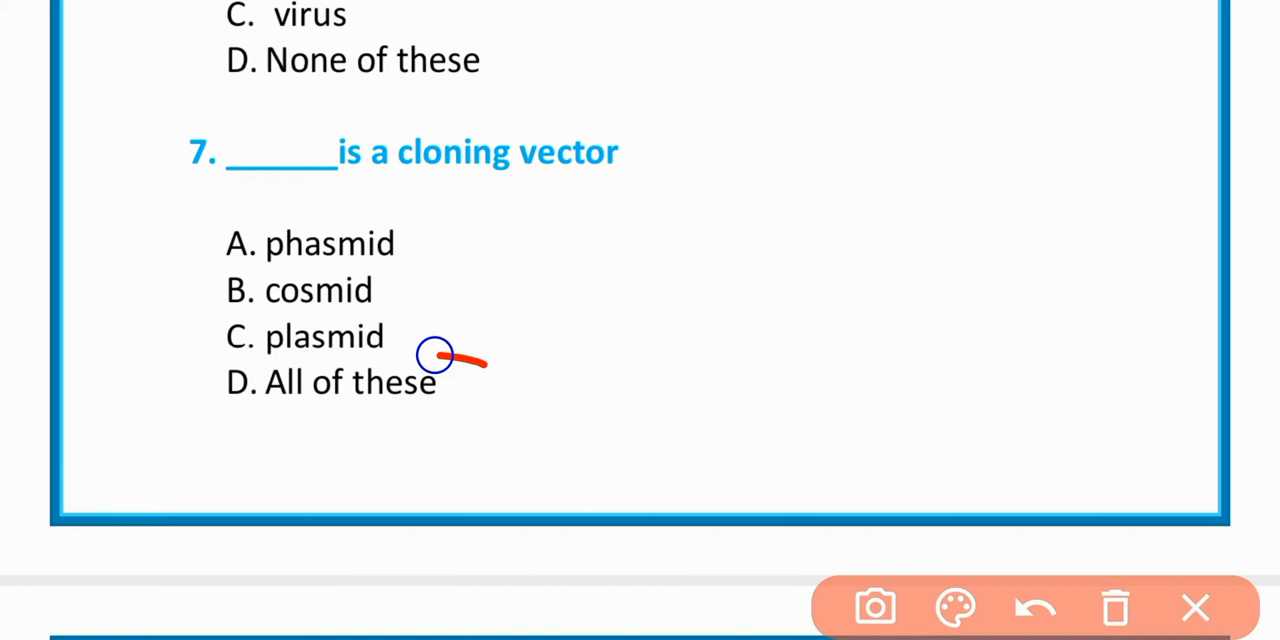 C. virus
D. None of these
7. ______is a cloning vector
A. phasmid
B. cosmid
C. plasmid
D. All of these